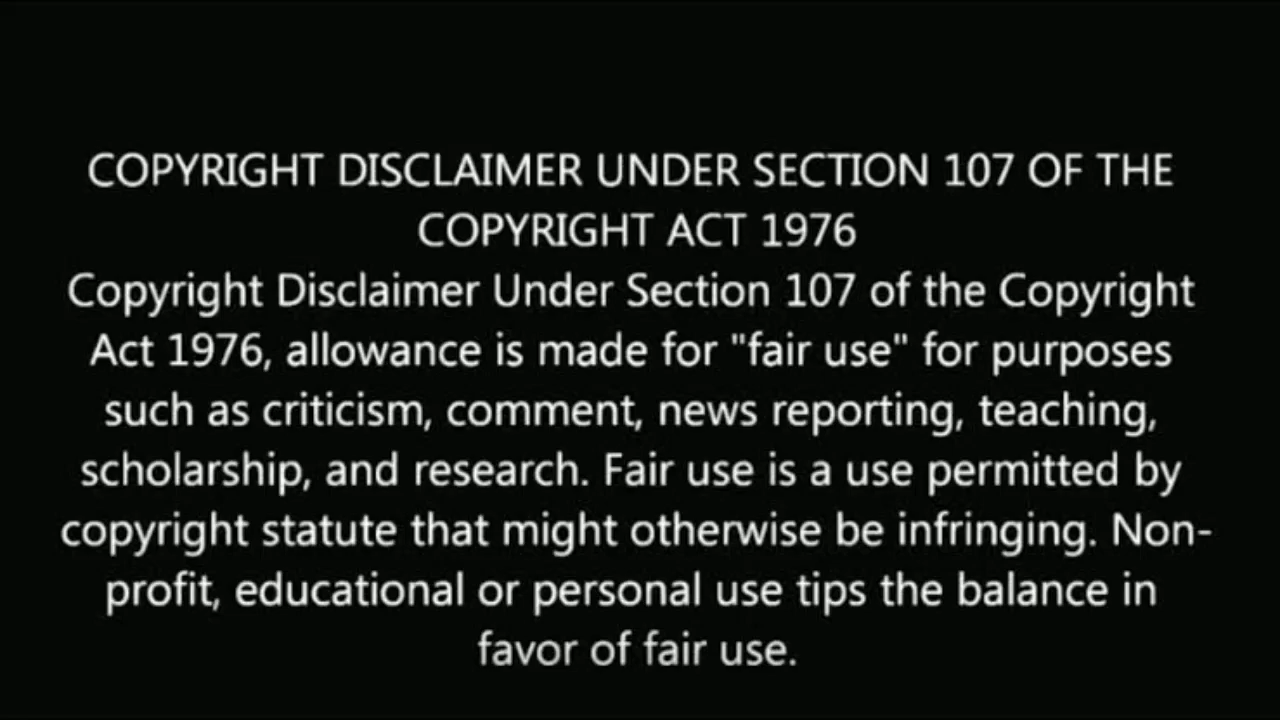 COPYRIGHT DISCLAIMER UNDER SECTION 107 OF THE
COPYRIGHT ACT 1976
Copyright Disclaimer Under Section 107 of the Copyright
Act 1976, allowance is made for "fair use" for purposes
such as criticism, comment, news reporting, teaching,
scholarship, and research. Fair use is a use permitted by
copyright statute that might otherwise be infringing. Non-
profit, educational or personal use tips the balance in
favor of fair use.